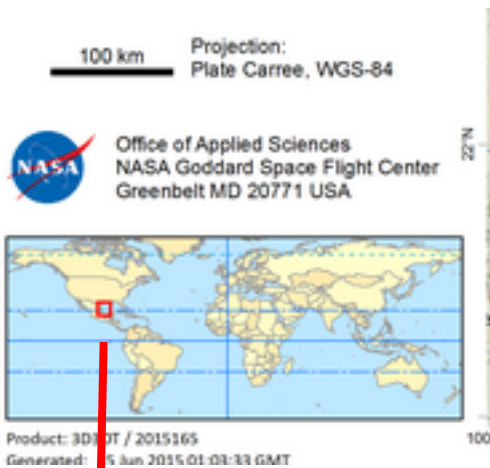 100 km
Projection:
Plate Carree, WGS-84
22°N
NASA
Office of Applied Sciences
NASA Goddard Space Flight Center
Greenbelt MD 20771 USA
Product: / 2015165
100
Generated: Jun 2015 01:03:33 GMT